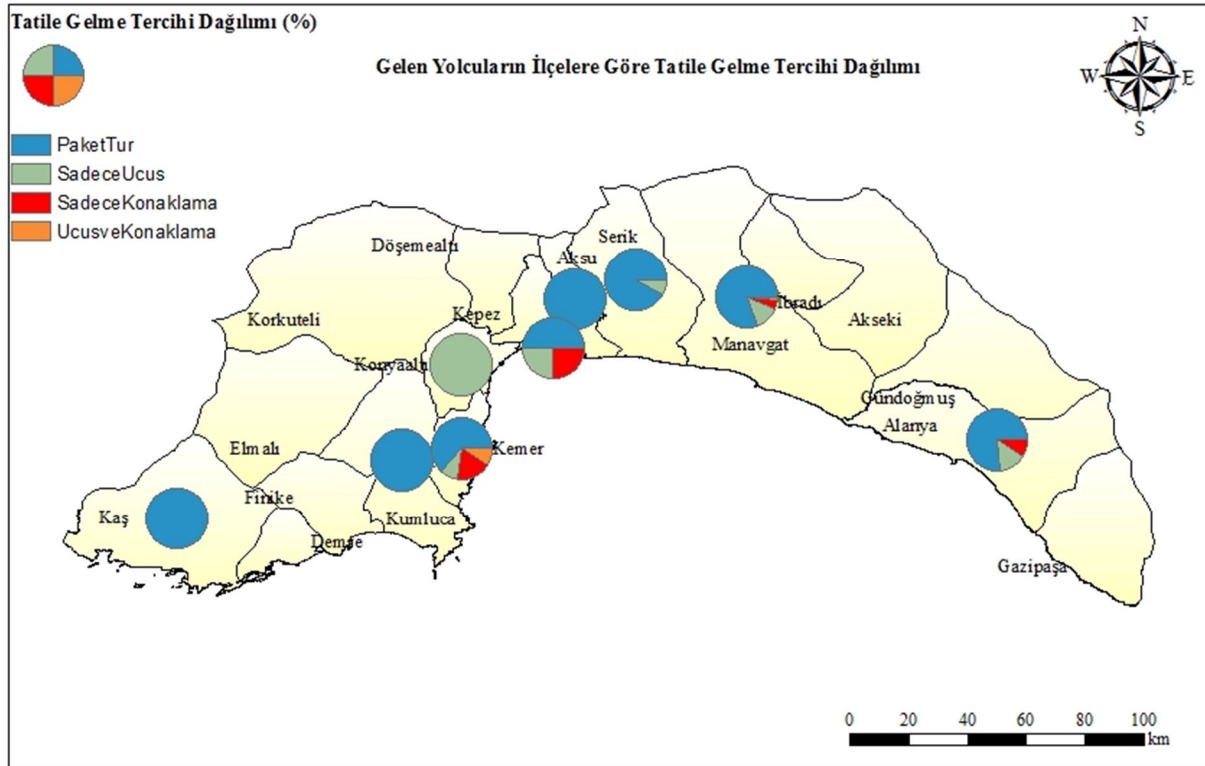 Tatile Gelme Tercihi Dağılımı (%)
Gelen Yolcuların İlçelere Göre Tatile Gelme Tercihi Dağılımı
N
W
E
S
PaketTur
SadeceUcus
SadeceKonaklama
UcusveKonaklama
Döşemealtı
Serik
Aksu
Korkuteli
Kepez
İbradı
Akseki
Manavgat
Konyaaltı
Gündoğmuş
Alanya
Elmalı
Kemer
Finike
Kaş
Kumluca
Demre
Gazipaşa
0 20 40 60 80 100
km